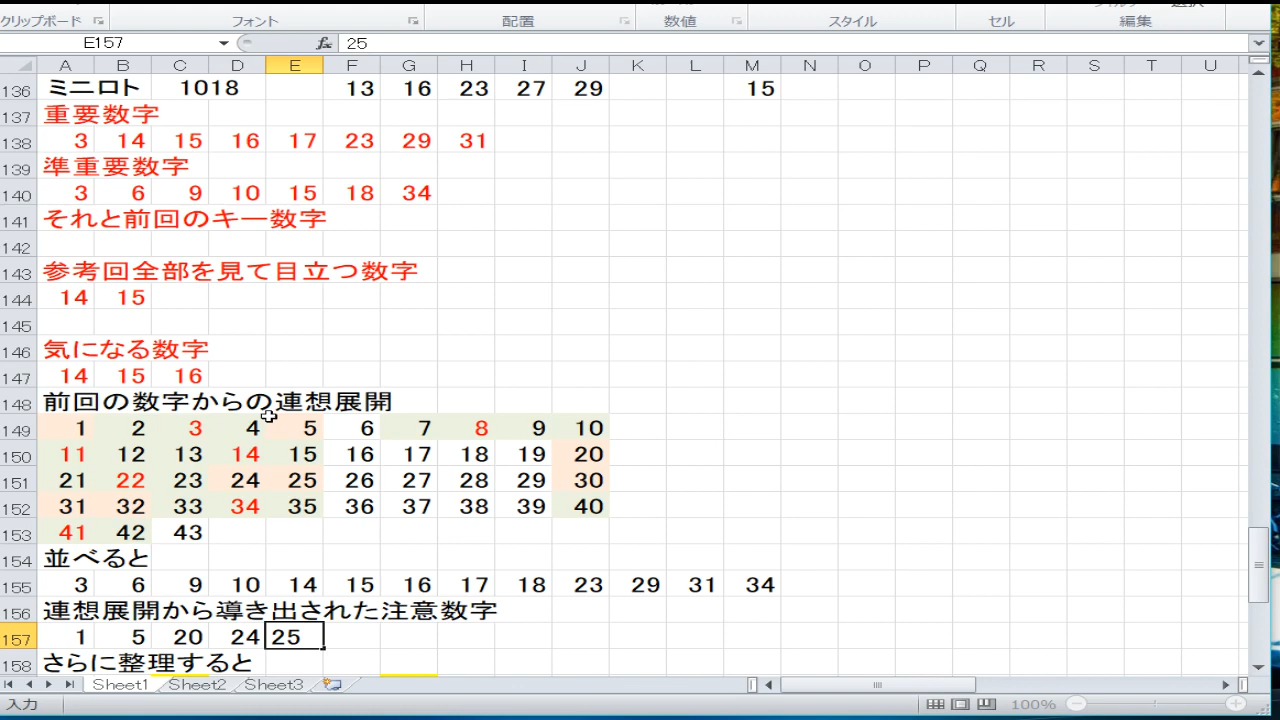 クリップボード フォント 配置 数値 スタイル セル 編集
E157 fx 25
A B C D E F G H I J K L M N O P Q R S T U
136 ミニロト 1018 13 16 23 27 29 15
137 重要数字
138 3 14 15 16 17 23 29 31
139 準重要数字
140 3 6 9 10 15 18 34
141 それと前回のキー数字
142
143 参考回全部を見て目立つ数字
144 14 15
145
146 気になる数字
147 14 15 16
148 前回の数字からの連想展開
149 1 2 3 4 5 6 7 8 9 10
150 11 12 13 14 15 16 17 18 19 20
151 21 22 23 24 25 26 27 28 29 30
152 31 32 33 34 35 36 37 38 39 40
153 41 42 43
154 並べると
155 3 6 9 10 14 15 16 17 18 23 29 31 34
156 連想展開から導き出された注意数字
157 1 5 20 24 25
158 さらに整理すると
Sheet1 Sheet2 Sheet3
入力 100%